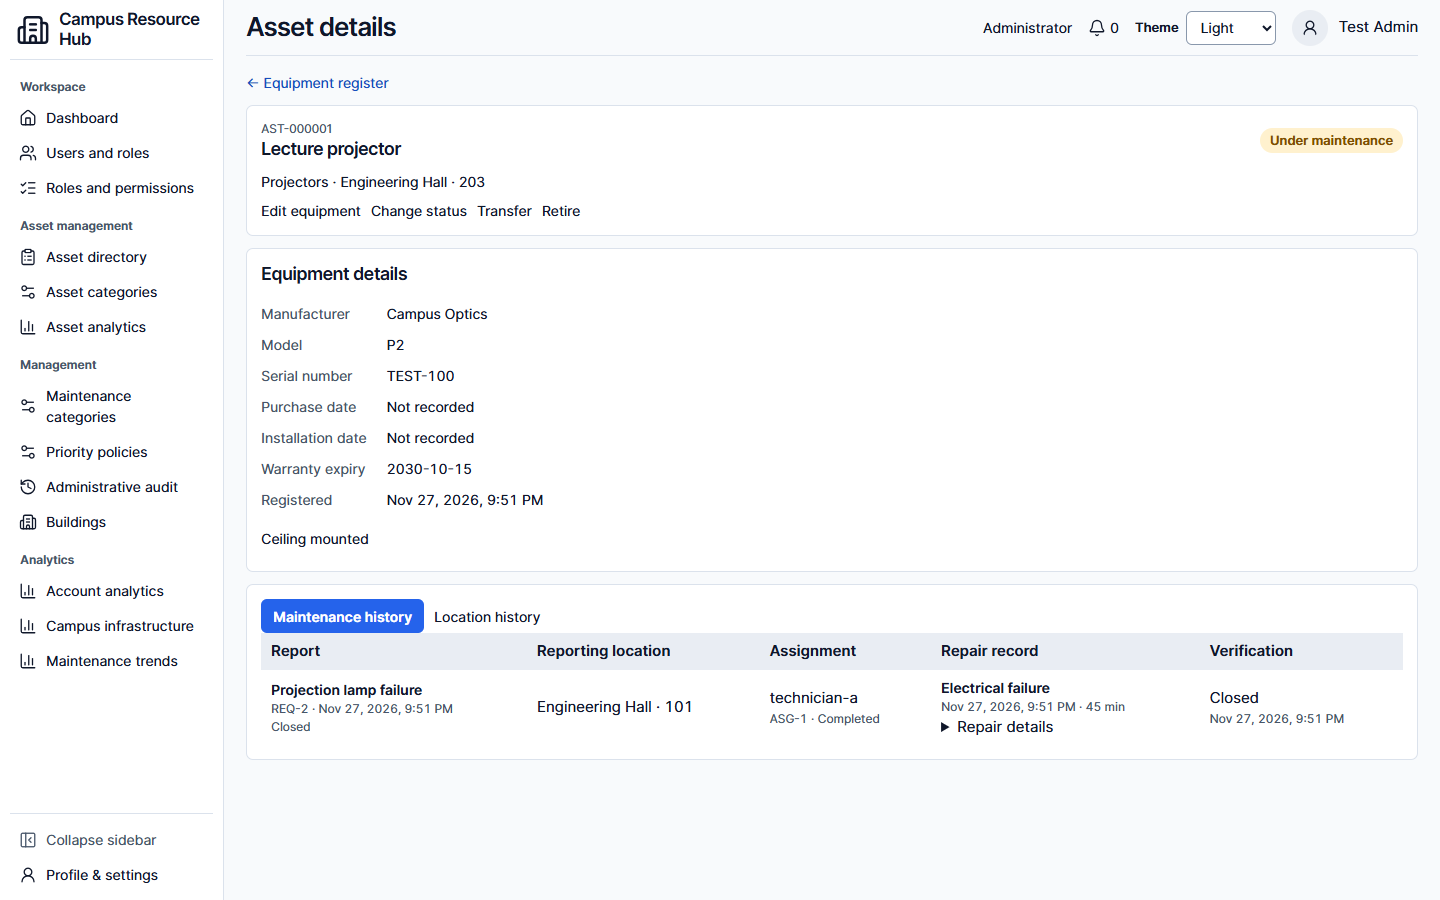 Campus Resource
Hub
Workspace
Dashboard
Users and roles
Roles and permissions
Asset management
Asset directory
Asset categories
Asset analytics
Management
Maintenance
categories
Priority policies
Administrative audit
Buildings
Analytics
Account analytics
Campus infrastructure
Maintenance trends
Collapse sidebar
Profile & settings
Asset details
Administrator 0 Theme Light Test Admin
← Equipment register
AST-000001
Lecture projector
Under maintenance
Projectors · Engineering Hall · 203
Edit equipment Change status Transfer Retire
Equipment details
Manufacturer Campus Optics
Model P2
Serial number TEST-100
Purchase date Not recorded
Installation date Not recorded
Warranty expiry 2030-10-15
Registered Nov 27, 2026, 9:51 PM
Ceiling mounted
Maintenance history Location history
Report Reporting location Assignment Repair record Verification
Projection lamp failure
REQ-2 · Nov 27, 2026, 9:51 PM
Closed
Engineering Hall · 101
technician-a
ASG-1 · Completed
Electrical failure
Nov 27, 2026, 9:51 PM · 45 min
Repair details
Closed
Nov 27, 2026, 9:51 PM